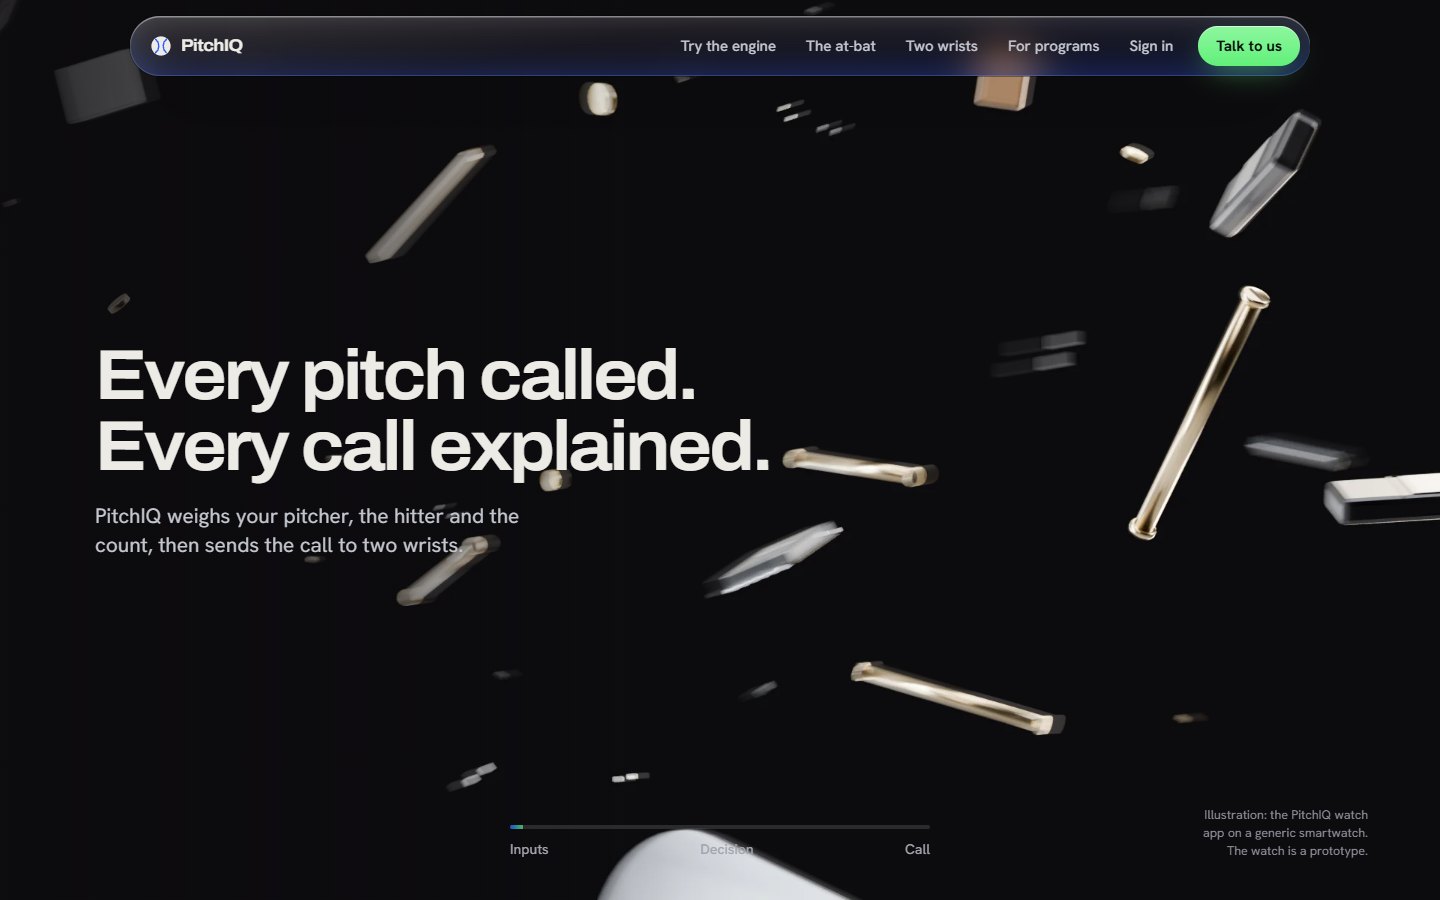 PitchIQ
Try the engine
The at-bat
Two wrists
For programs
Sign in
Talk to us
Every pitch called.
Every call explained.
PitchIQ weighs your pitcher, the hitter and the
count, then sends the call to two wrists.
Inputs
Decision
Call
Illustration: the PitchIQ watch
app on a generic smartwatch.
The watch is a prototype.